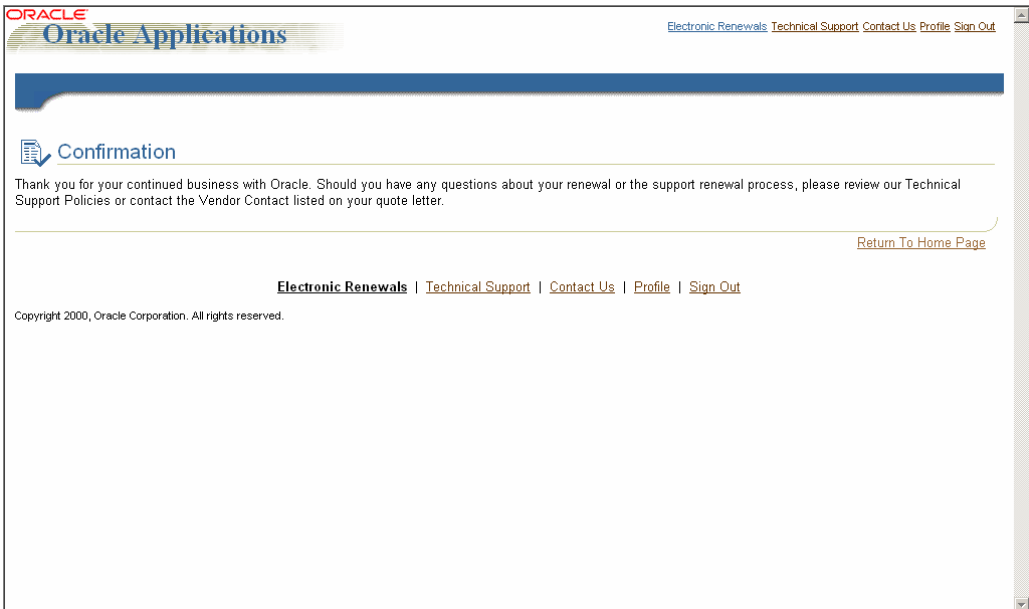 ORACLE
Oracle Applications
Electronic Renewals Technical Support Contact Us Profile Sign Out
Confirmation
Thank you for your continued business with Oracle. Should you have any questions about your renewal or the support renewal process, please review our Technical
Support Policies or contact the Vendor Contact listed on your quote letter.
Return To Home Page
Electronic Renewals | Technical Support | Contact Us | Profile | Sign Out
Copyright 2000, Oracle Corporation. All rights reserved.